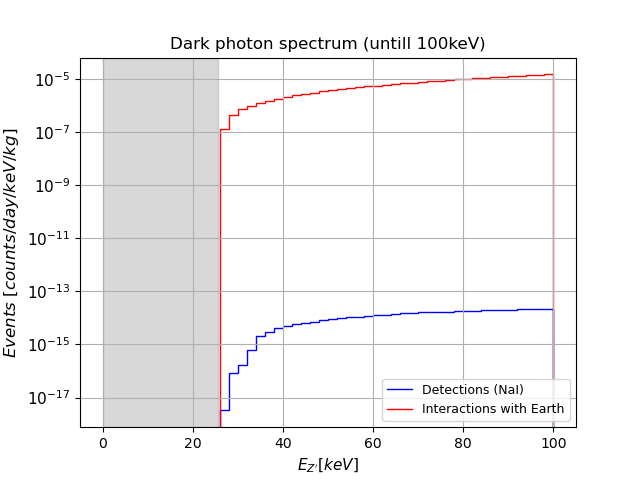 Dark photon spectrum (untill 100keV)
Events [counts/day/keV/kg]
10⁻⁵
10⁻⁷
10⁻⁹
10⁻¹¹
10⁻¹³
10⁻¹⁵
10⁻¹⁷
Detections (NaI)
Interactions with Earth
0 20 40 60 80 100
E_{Z'}[keV]